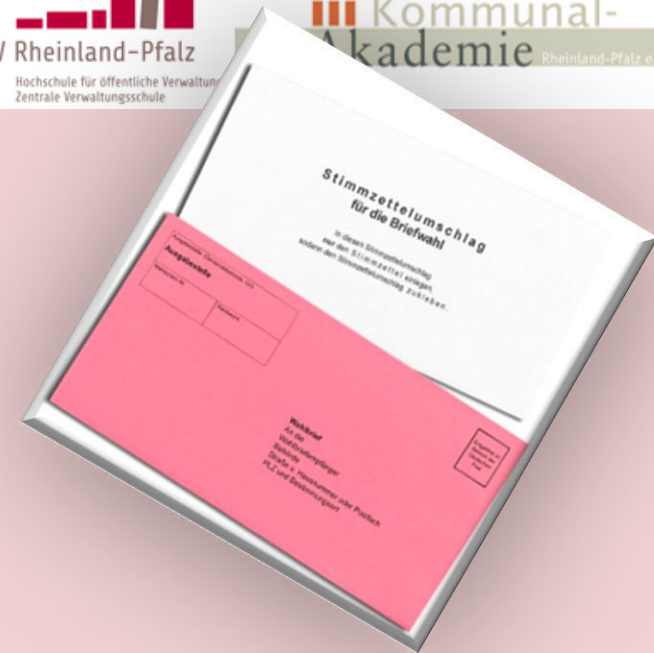 Rheinland-Pfalz
Hochschule für öffentliche Verwaltung
Zentrale Verwaltungsschule
Kommunal-
Akademie Rheinland-Pfalz e.
Stimmzettelumschlag
für die Briefwahl
In diesen Stimmzettelumschlag
nur den Stimmzettel einlegen,
sodann den Stimmzettelumschlag zukleben.
Ausgabestelle
Wahlbrief
An die
Wahlbriefempfänger
Behörde
Straße u. Hausnummer oder Postfach
PLZ und Bestimmungsort